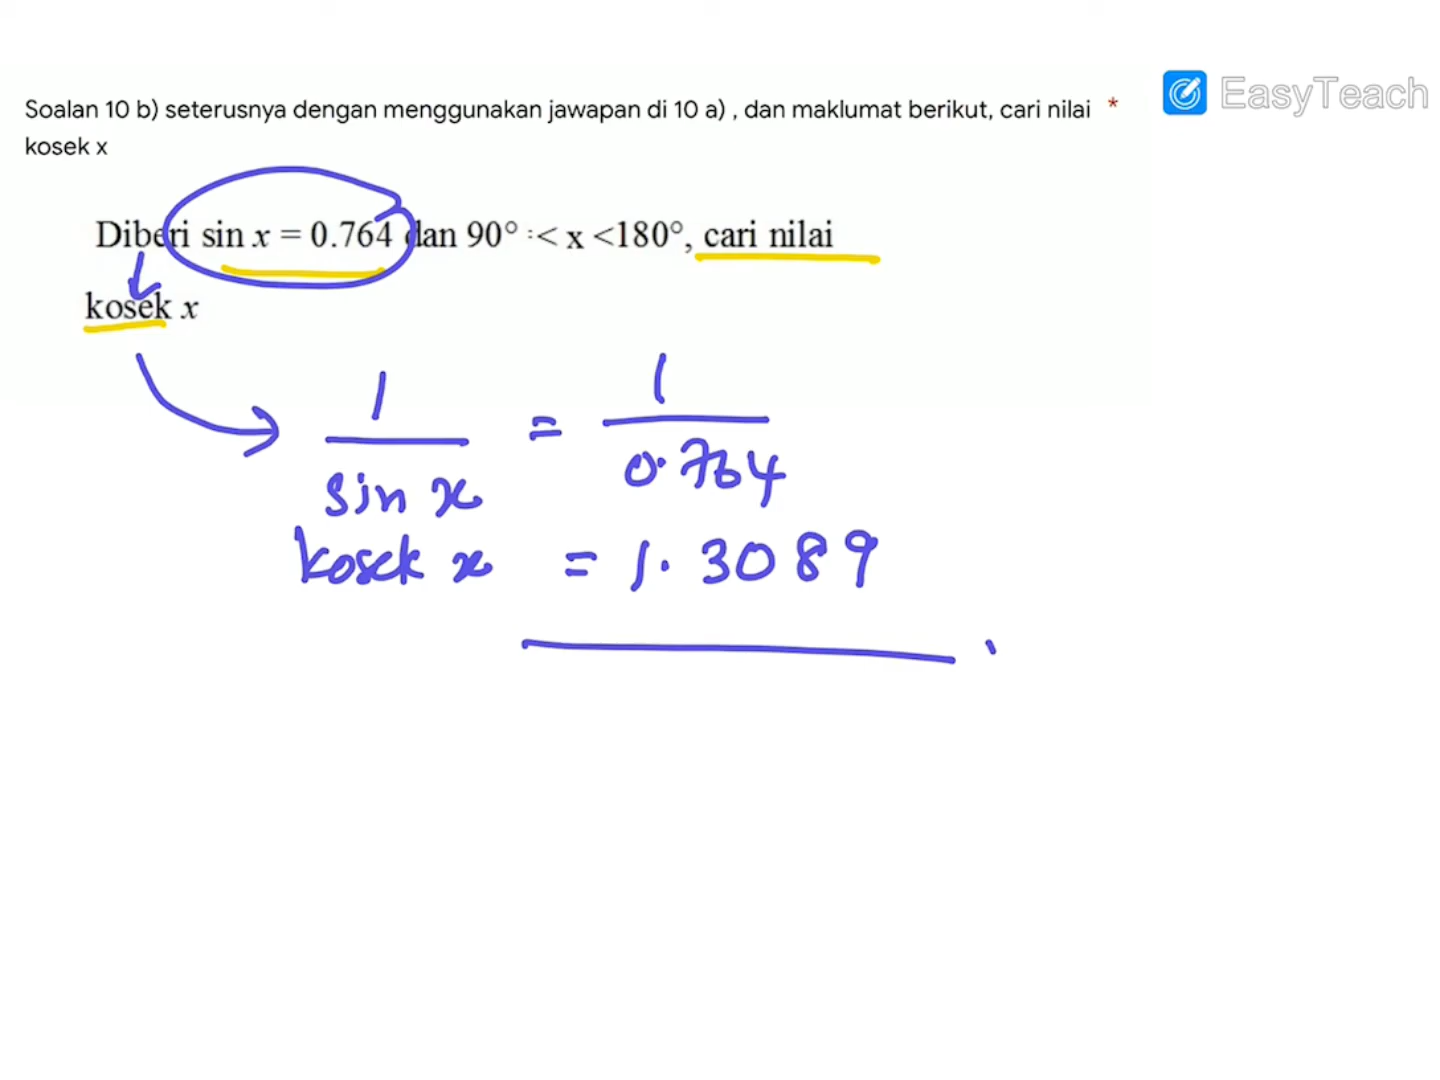 EasyTeach
Soalan 10 b) seterusnya dengan menggunakan jawapan di 10 a) , dan maklumat berikut, cari nilai *
kosek x
Diberi sin x = 0.764 dan 90° :< x <180°, cari nilai
kosek x
1 / sin x = 1 / 0.764
kosek x = 1.3089